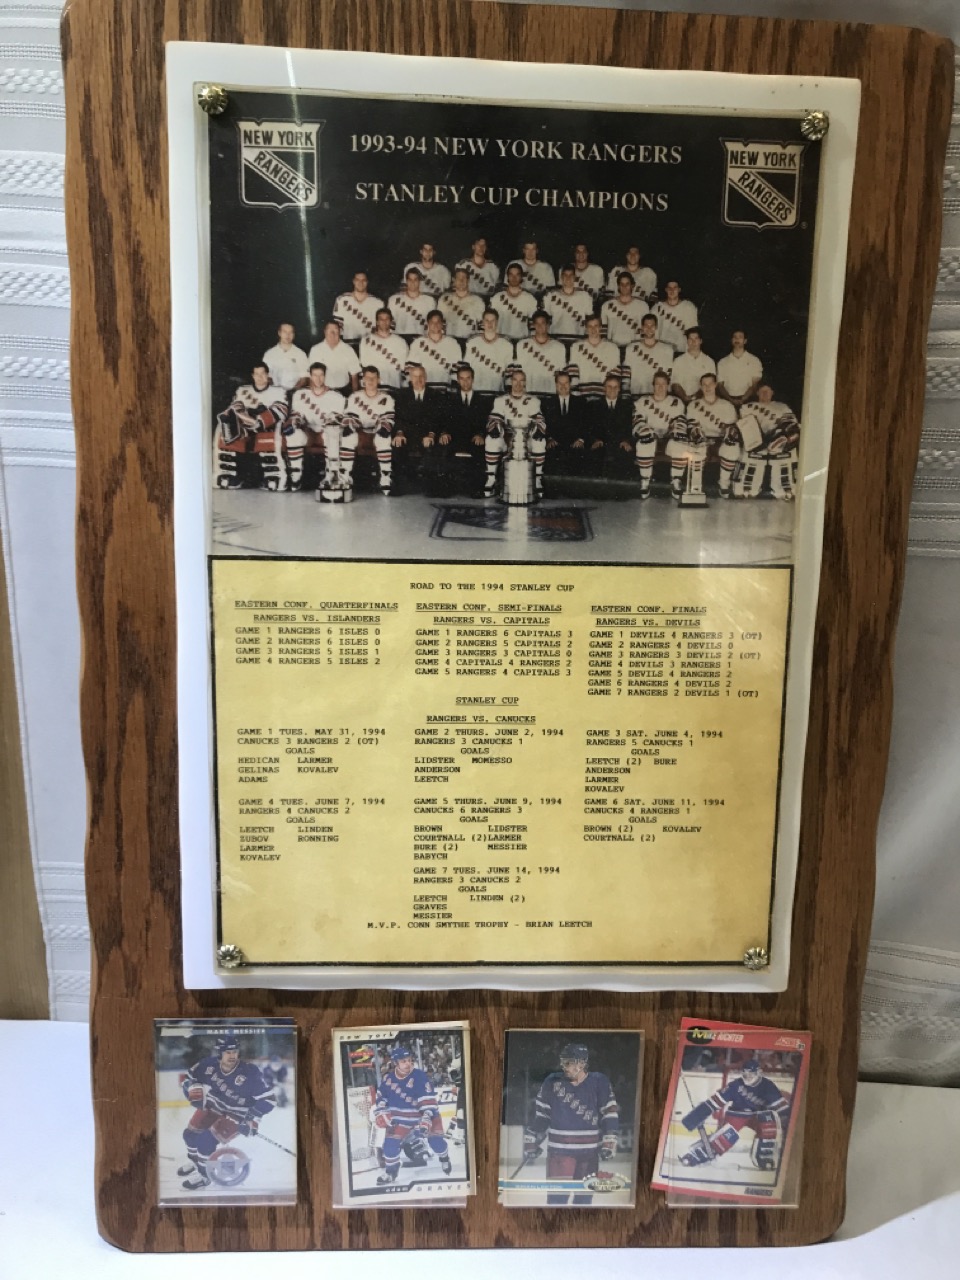 NEW YORK
RANGERS
1993-94 NEW YORK RANGERS
STANLEY CUP CHAMPIONS
NEW YORK
RANGERS
ROAD TO THE 1994 STANLEY CUP
EASTERN CONF. QUARTERFINALS
RANGERS VS. ISLANDERS
GAME 1 RANGERS 6 ISLES 0
GAME 2 RANGERS 6 ISLES 0
GAME 3 RANGERS 5 ISLES 1
GAME 4 RANGERS 5 ISLES 2
EASTERN CONF. SEMI-FINALS
RANGERS VS. CAPITALS
GAME 1 RANGERS 6 CAPITALS 3
GAME 2 RANGERS 5 CAPITALS 2
GAME 3 RANGERS 3 CAPITALS 0
GAME 4 CAPITALS 4 RANGERS 2
GAME 5 RANGERS 4 CAPITALS 3
EASTERN CONF. FINALS
RANGERS VS. DEVILS
GAME 1 DEVILS 4 RANGERS 3 (OT)
GAME 2 RANGERS 4 DEVILS 0
GAME 3 RANGERS 3 DEVILS 2 (OT)
GAME 4 DEVILS 3 RANGERS 1
GAME 5 DEVILS 4 RANGERS 2
GAME 6 RANGERS 4 DEVILS 2
GAME 7 RANGERS 2 DEVILS 1 (OT)
STANLEY CUP
RANGERS VS. CANUCKS
GAME 1 TUES. MAY 31, 1994
CANUCKS 3 RANGERS 2 (OT)
GOALS
HEDICAN LARMER
GELINAS KOVALEV
ADAMS
GAME 2 THURS. JUNE 2, 1994
RANGERS 3 CANUCKS 1
GOALS
LIDSTER MOMESSO
ANDERSON
LEETCH
GAME 3 SAT. JUNE 4, 1994
RANGERS 5 CANUCKS 1
GOALS
LEETCH (2) BURE
ANDERSON
LARMER
KOVALEV
GAME 4 TUES. JUNE 7, 1994
RANGERS 4 CANUCKS 2
GOALS
LEETCH LINDEN
ZUBOV RONNING
LARMER
KOVALEV
GAME 5 THURS. JUNE 9, 1994
CANUCKS 6 RANGERS 3
GOALS
BROWN LIDSTER
COURTNALL (2)LARMER
BURE (2) MESSIER
BABYCH
GAME 6 SAT. JUNE 11, 1994
CANUCKS 4 RANGERS 1
GOALS
BROWN (2) KOVALEV
COURTNALL (2)
GAME 7 TUES. JUNE 14, 1994
RANGERS 3 CANUCKS 2
GOALS
LEETCH LINDEN (2)
GRAVES
MESSIER
M.V.P. CONN SMYTHE TROPHY - BRIAN LEETCH
MARK MESSIER
new york
adam GRAVES
MIKE RICHTER
SCORE
RANGERS